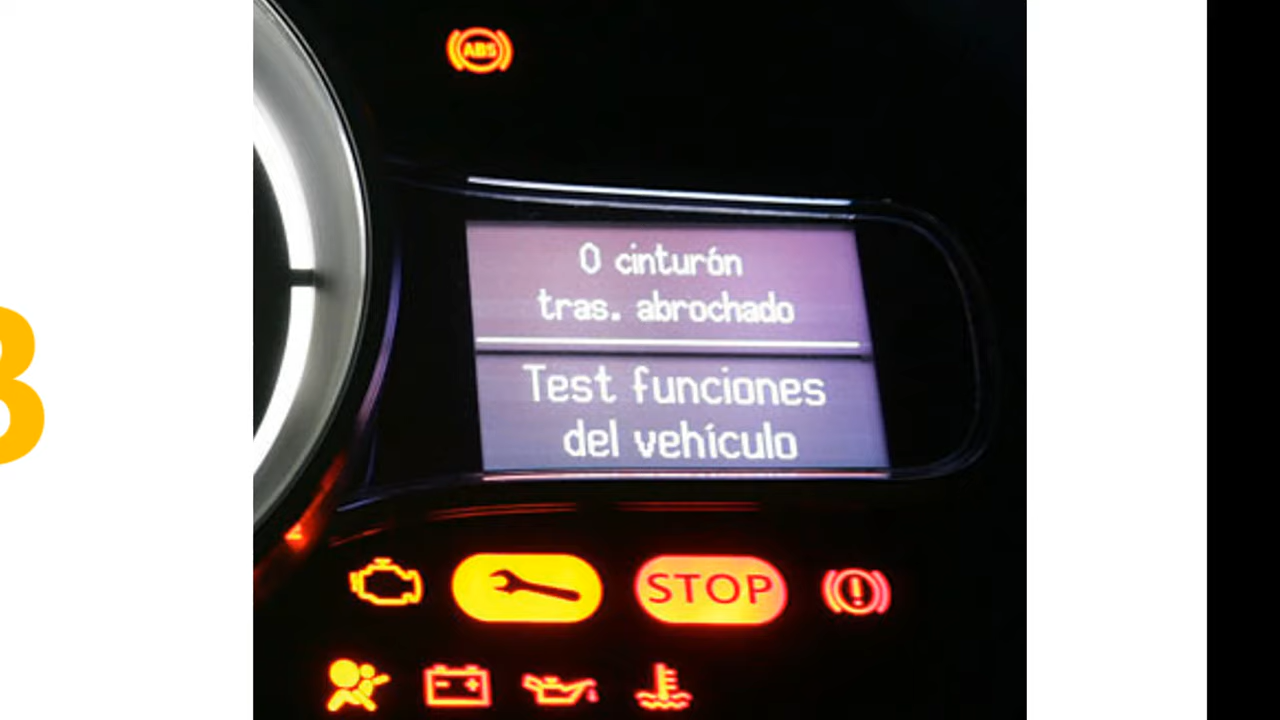 ABS
0 cinturón
tras. abrochado
Test funciones
del vehículo
STOP